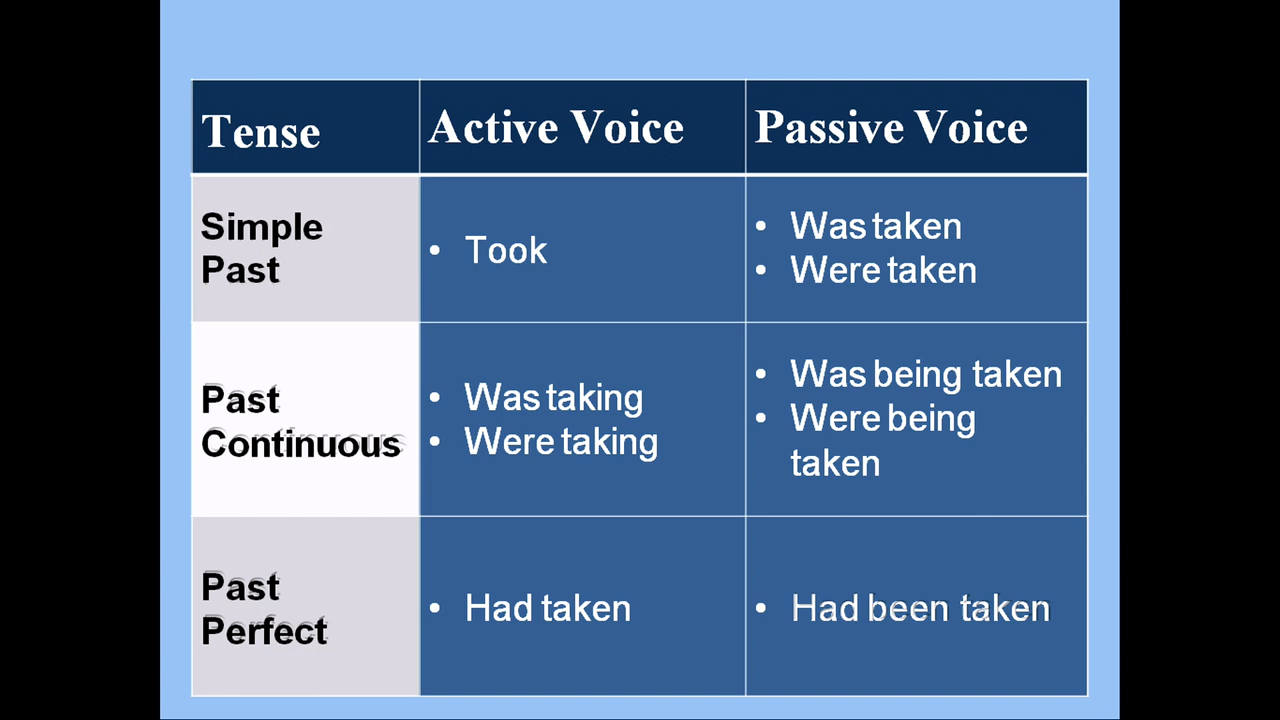 Tense
Active Voice
Passive Voice
Simple
Past
• Took
• Was taken
• Were taken
Past
Continuous
• Was taking
• Were taking
• Was being taken
• Were being
taken
Past
Perfect
• Had taken
• Had been taken